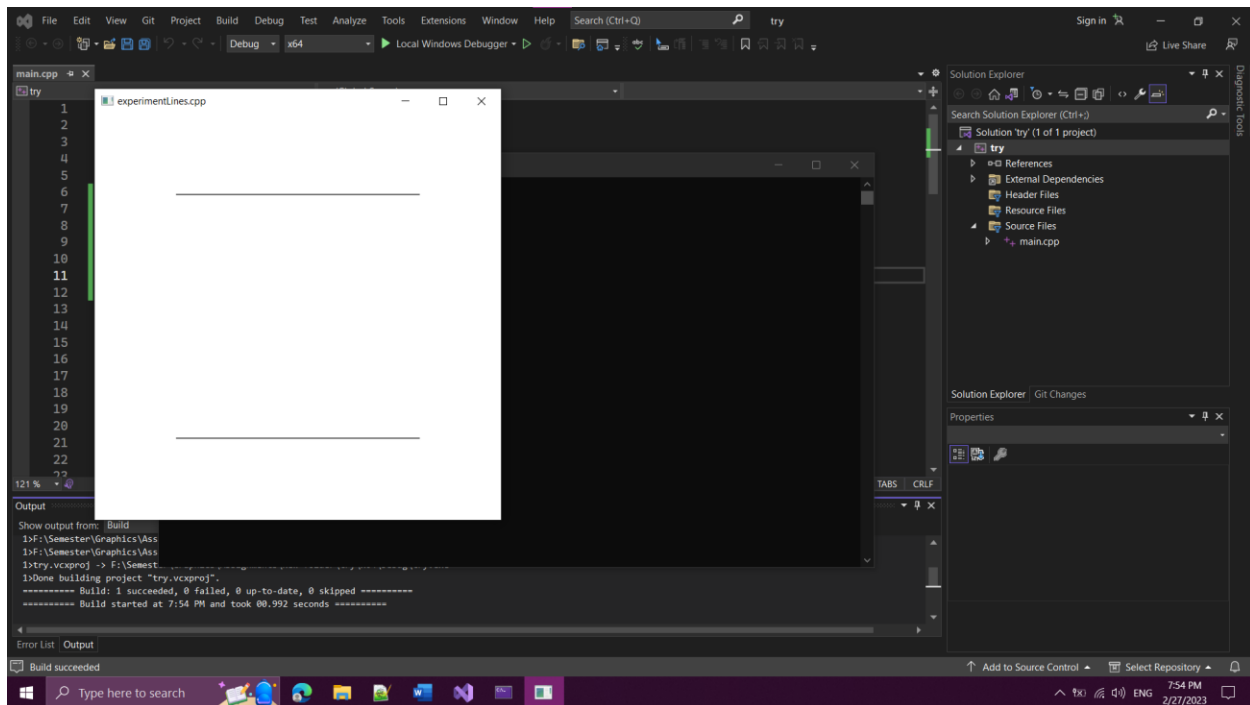 File Edit View Git Project Build Debug Test Analyze Tools Extensions Window Help Search (Ctrl+Q) try Sign in
Debug x64 Local Windows Debugger Live Share
main.cpp
try
experimentLines.cpp
1
2
3
4
5
6
7
8
9
10
11
12
13
14
15
16
17
18
19
20
21
22
23
121 %
TABS CRLF
Solution Explorer
Search Solution Explorer (Ctrl+;)
Solution 'try' (1 of 1 project)
try
References
External Dependencies
Header Files
Resource Files
Source Files
main.cpp
Solution Explorer Git Changes
Properties
Diagnostic Tools
Output
Show output from: Build
1>F:\Semester\Graphics\Ass
1>F:\Semester\Graphics\Ass
1>try.vcxproj -> F:\Semest
1>Done building project "try.vcxproj".
========== Build: 1 succeeded, 0 failed, 0 up-to-date, 0 skipped ==========
========== Build started at 7:54 PM and took 00.992 seconds ==========
Error List Output
Build succeeded Add to Source Control Select Repository
Type here to search ENG 7:54 PM
2/27/2023